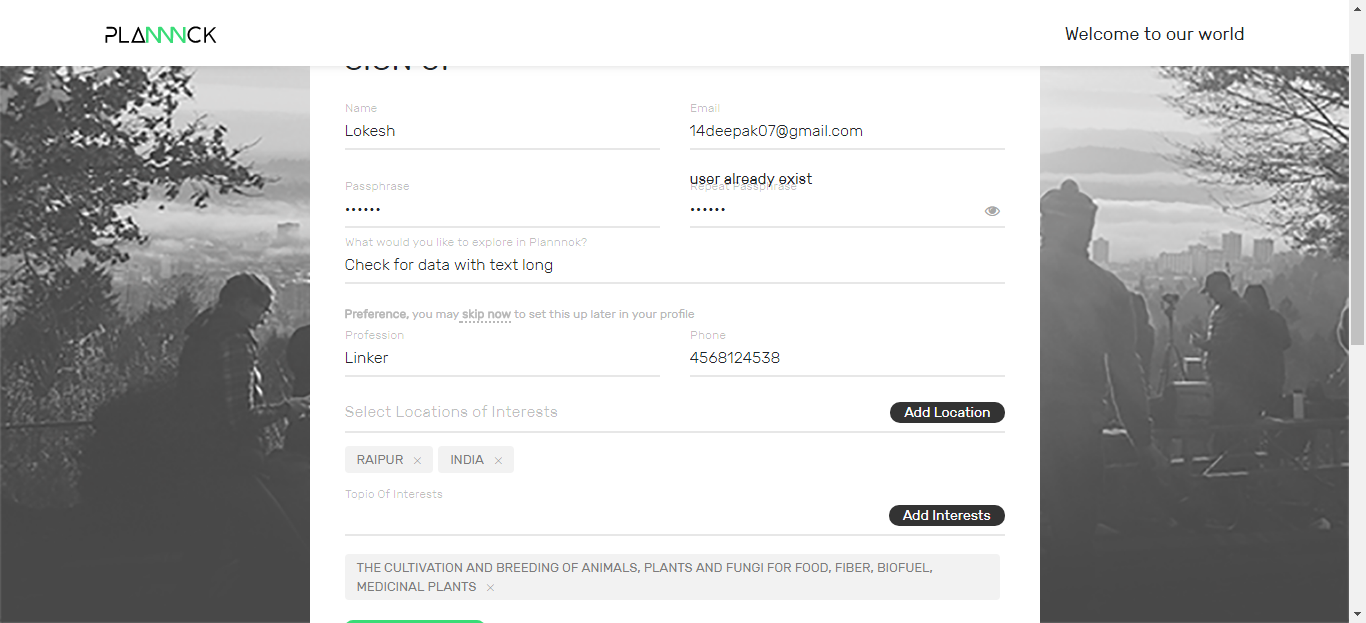 PLANNNCK
Welcome to our world
SIGN UP
Name
Email
Lokesh
14deepak07@gmail.com
user already exist
Passphrase
Repeat Passphrase
What would you like to explore in Plannnok?
Check for data with text long
Preference, you may skip now to set this up later in your profile
Profession
Phone
Linker
4568124538
Select Locations of Interests
Add Location
RAIPUR ×
INDIA ×
Topic Of Interests
Add Interests
THE CULTIVATION AND BREEDING OF ANIMALS, PLANTS AND FUNGI FOR FOOD, FIBER, BIOFUEL,
MEDICINAL PLANTS ×